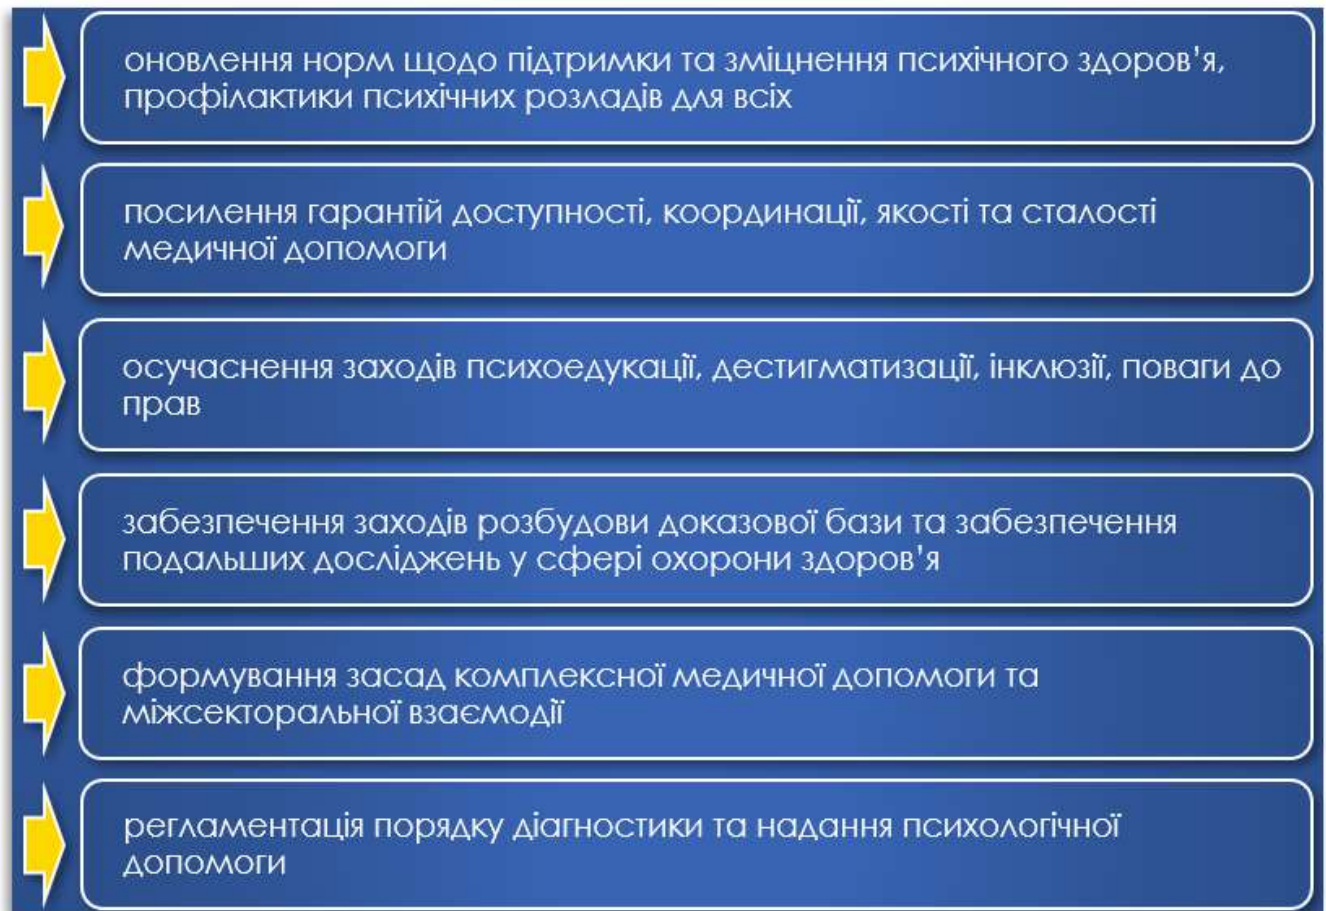 оновлення норм щодо підтримки та зміцнення психічного здоров’я,
профілактики психічних розладів для всіх
посилення гарантій доступності, координації, якості та сталості
медичної допомоги
осучаснення заходів психоедукації, дестигматизації, інклюзії, поваги до
прав
забезпечення заходів розбудови доказової бази та забезпечення
подальших досліджень у сфері охорони здоров’я
формування засад комплексної медичної допомоги та
міжсекторальної взаємодії
регламентація порядку діагностики та надання психологічної
допомоги